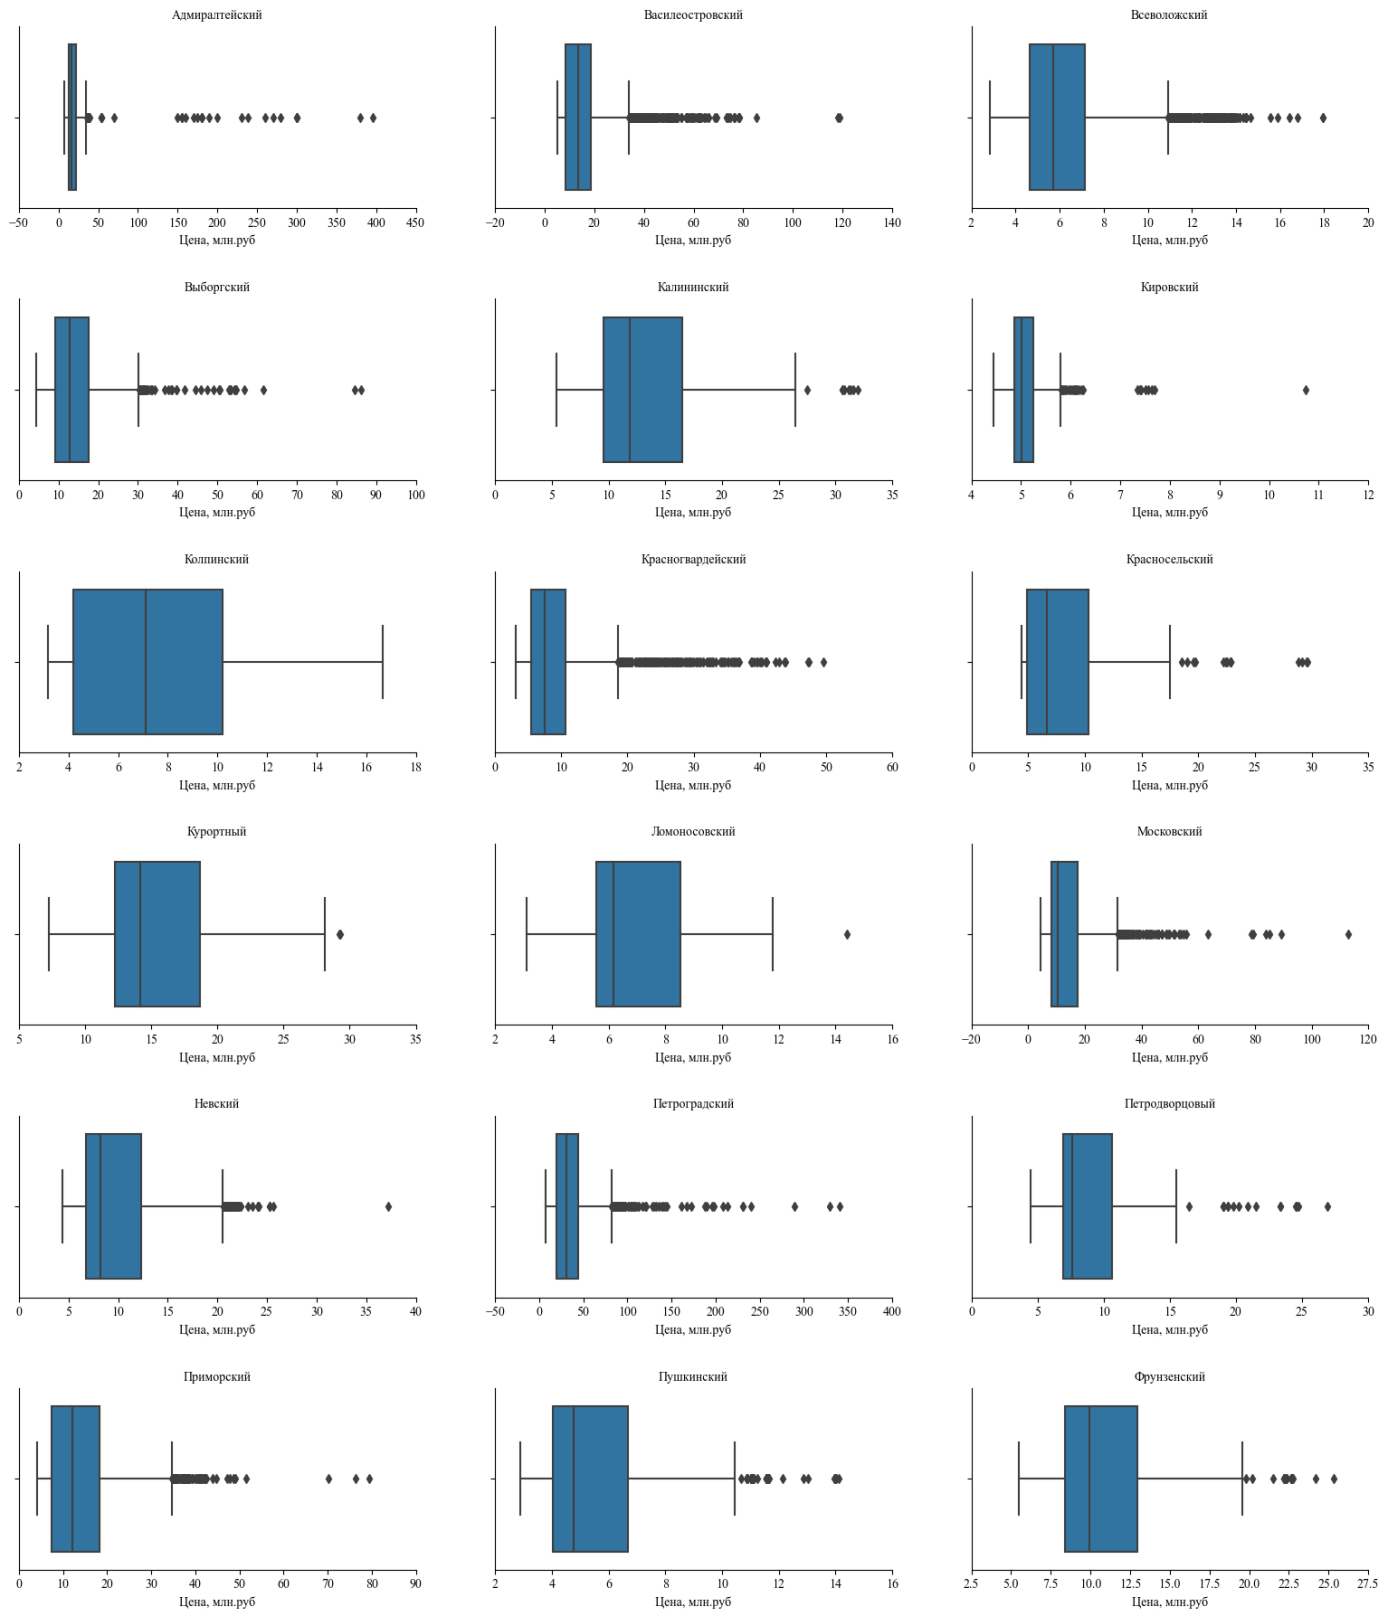 Адмиралтейский
Василеостровский
Всеволожский
−50 0 50 100 150 200 250 300 350 400 450
−20 0 20 40 60 80 100 120 140
2 4 6 8 10 12 14 16 18 20
Цена, млн.руб
Цена, млн.руб
Цена, млн.руб
Выборгский
Калининский
Кировский
0 10 20 30 40 50 60 70 80 90 100
0 5 10 15 20 25 30 35
4 5 6 7 8 9 10 11 12
Цена, млн.руб
Цена, млн.руб
Цена, млн.руб
Колпинский
Красногвардейский
Красносельский
2 4 6 8 10 12 14 16 18
0 10 20 30 40 50 60
0 5 10 15 20 25 30 35
Цена, млн.руб
Цена, млн.руб
Цена, млн.руб
Курортный
Ломоносовский
Московский
5 10 15 20 25 30 35
2 4 6 8 10 12 14 16
−20 0 20 40 60 80 100 120
Цена, млн.руб
Цена, млн.руб
Цена, млн.руб
Невский
Петроградский
Петродворцовый
0 5 10 15 20 25 30 35 40
−50 0 50 100 150 200 250 300 350 400
0 5 10 15 20 25 30
Цена, млн.руб
Цена, млн.руб
Цена, млн.руб
Приморский
Пушкинский
Фрунзенский
0 10 20 30 40 50 60 70 80 90
2 4 6 8 10 12 14 16
2.5 5.0 7.5 10.0 12.5 15.0 17.5 20.0 22.5 25.0 27.5
Цена, млн.руб
Цена, млн.руб
Цена, млн.руб